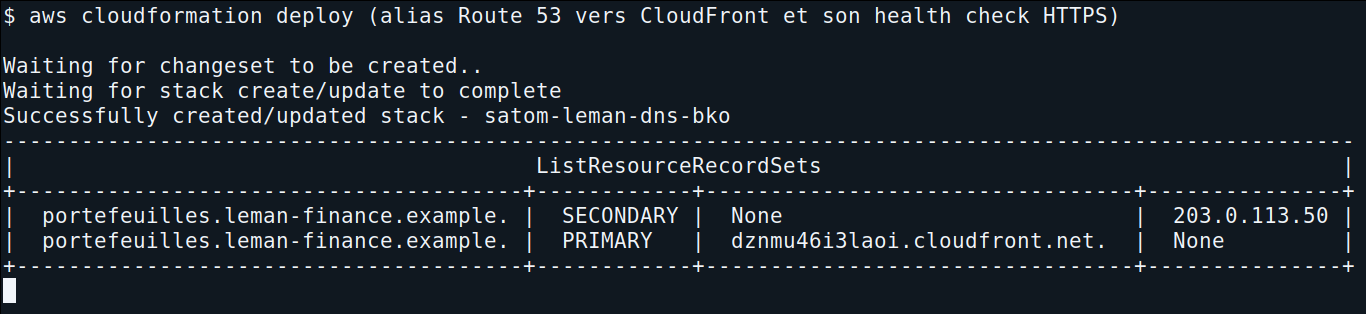 $ aws cloudformation deploy (alias Route 53 vers CloudFront et son health check HTTPS)
Waiting for changeset to be created..
Waiting for stack create/update to complete
Successfully created/updated stack - satom-leman-dns-bko
--------------------------------------------------------------------------------------------------------
|                                        ListResourceRecordSets                                        |
+---------------------------------------+------------+---------------------------------+---------------+
|  portefeuilles.leman-finance.example. |  SECONDARY |  None                           |  203.0.113.50 |
|  portefeuilles.leman-finance.example. |  PRIMARY   |  dznmu46i3laoi.cloudfront.net.  |  None         |
+---------------------------------------+------------+---------------------------------+---------------+